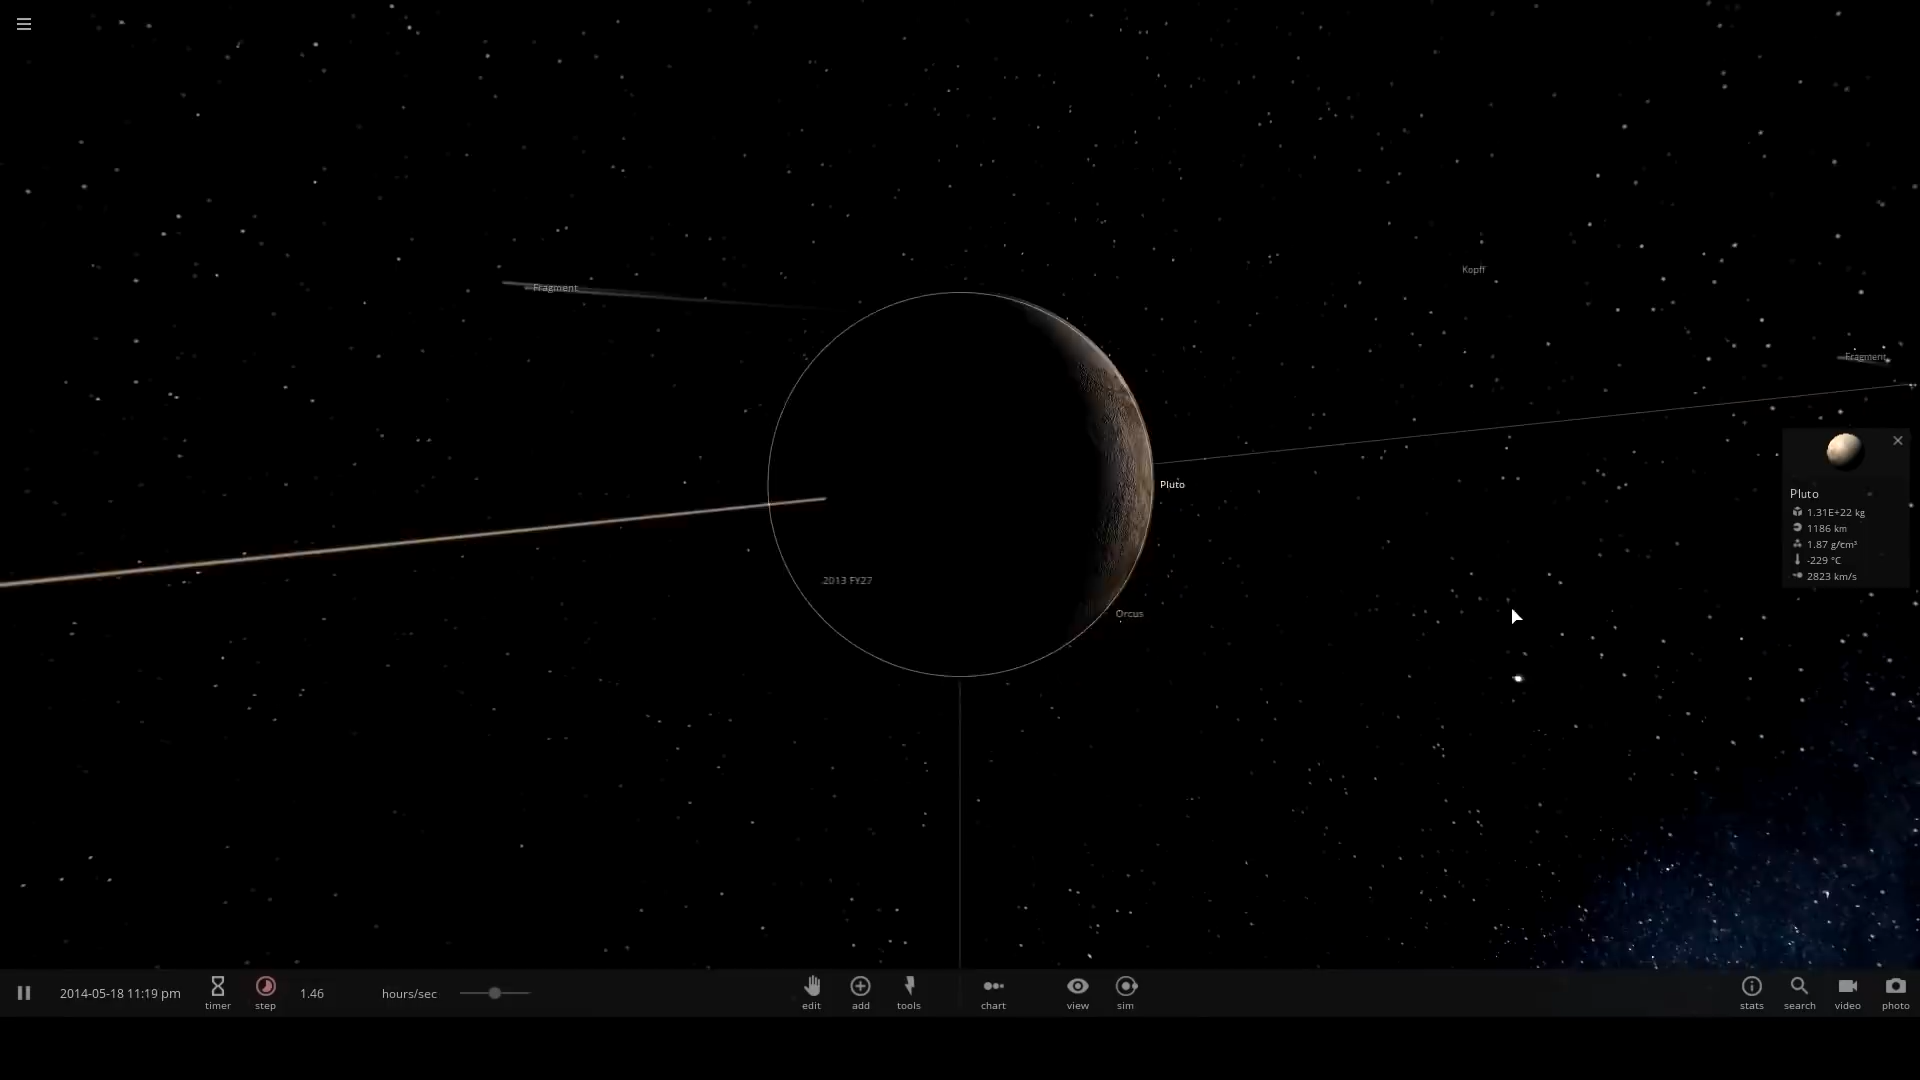 Kopff
Fragment
Fragment
Pluto
2013 FY27
Orcus
Pluto
1.31E+22 kg
1186 km
1.87 g/cm³
-229 °C
2823 km/s
2014-05-18 11:19 pm
timer
step
1.46
hours/sec
edit
add
tools
chart
view
sim
stats
search
video
photo